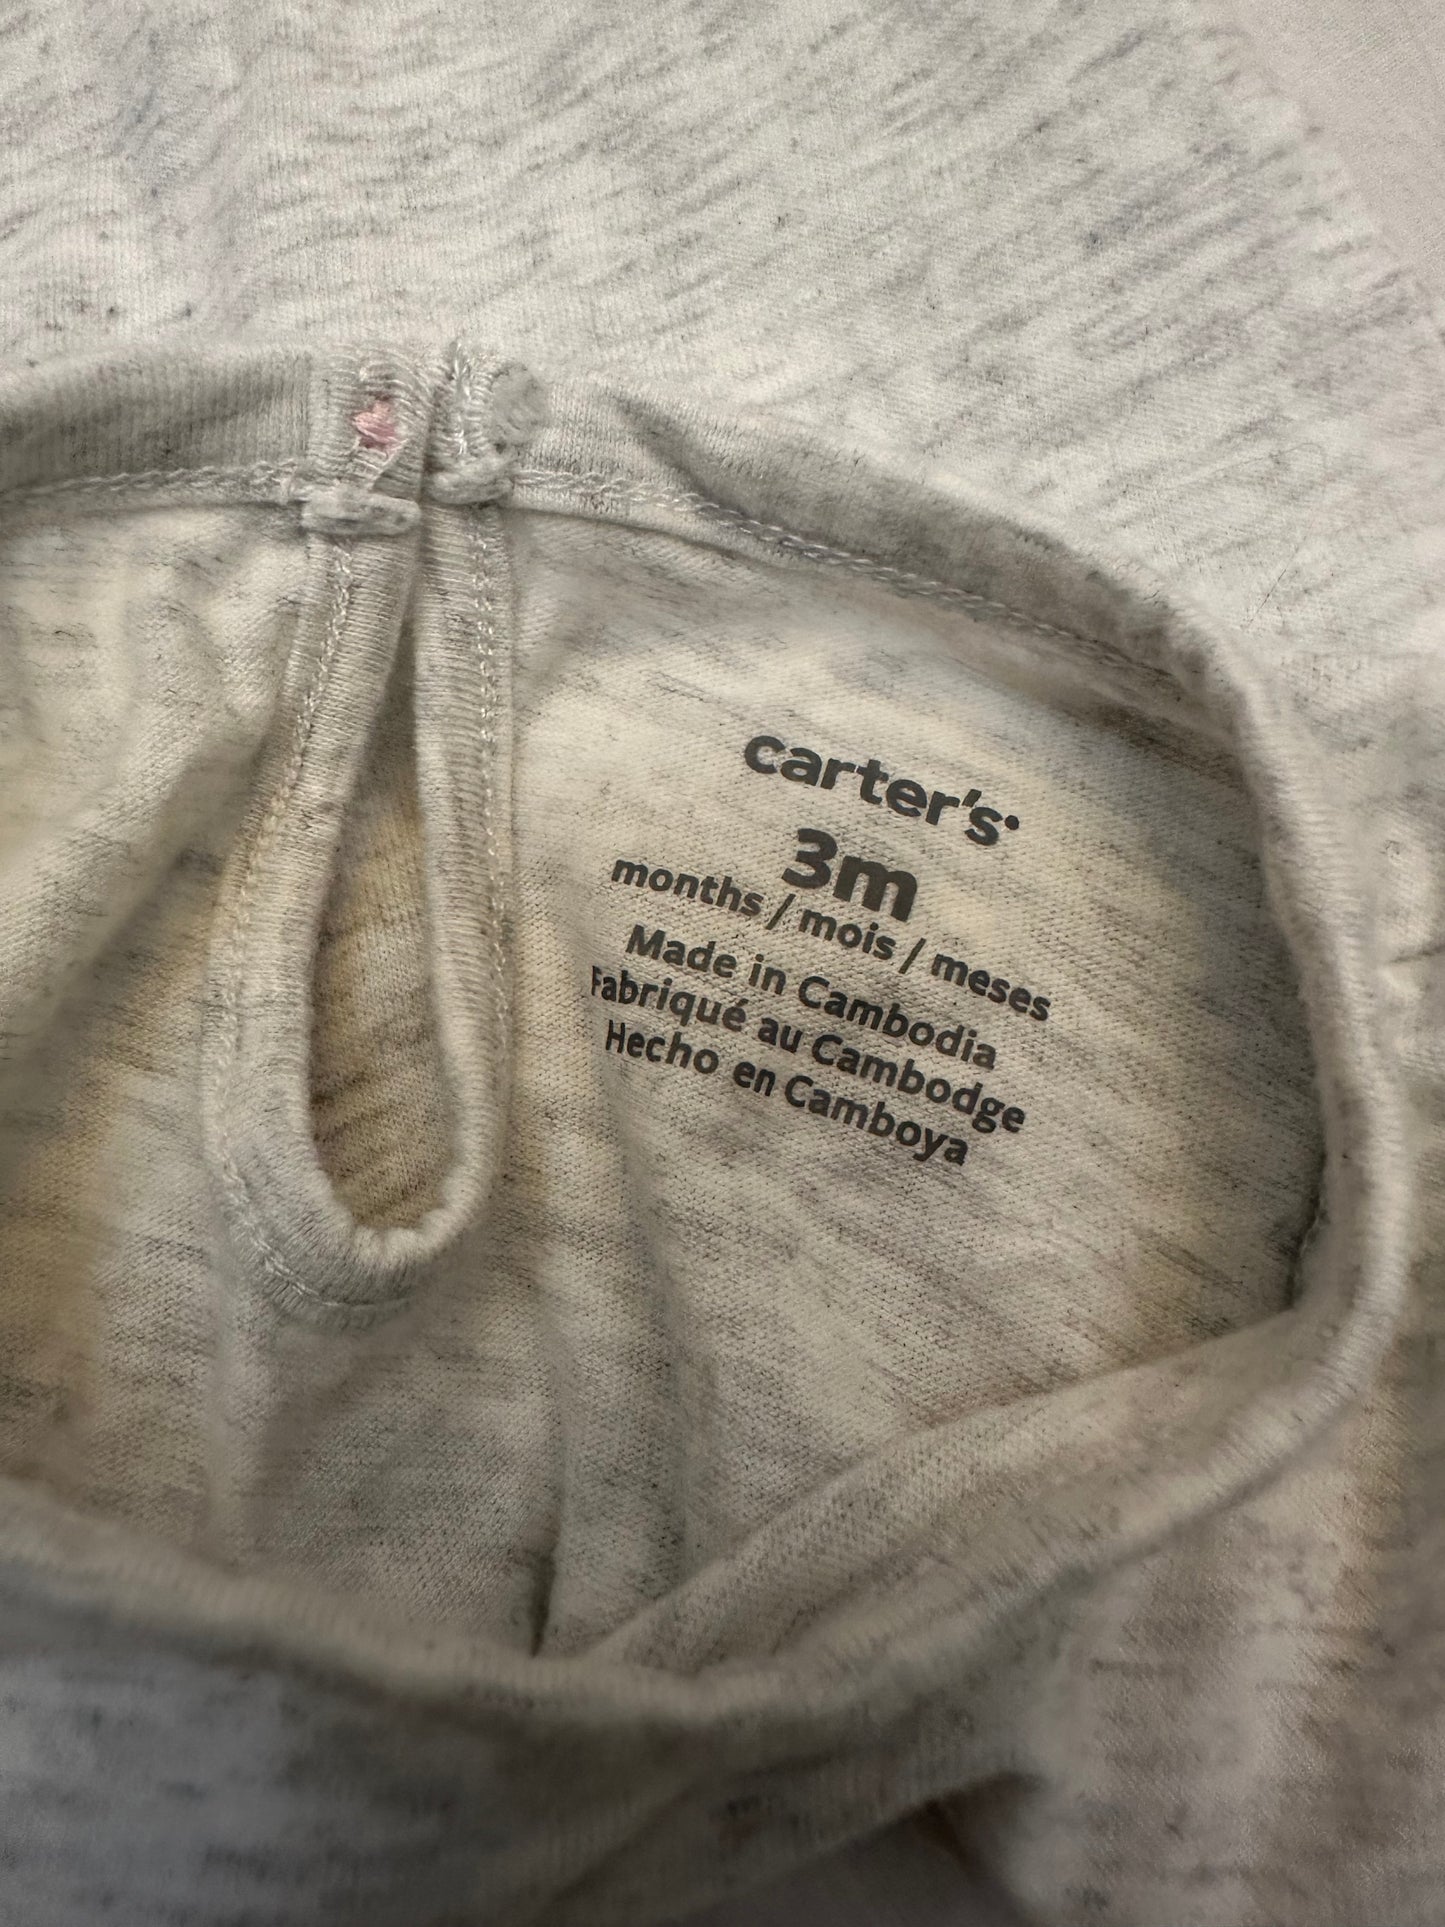 carter's
3m
months / mois / meses
Made in Cambodia
Fabriqué au Cambodge
Hecho en Camboya